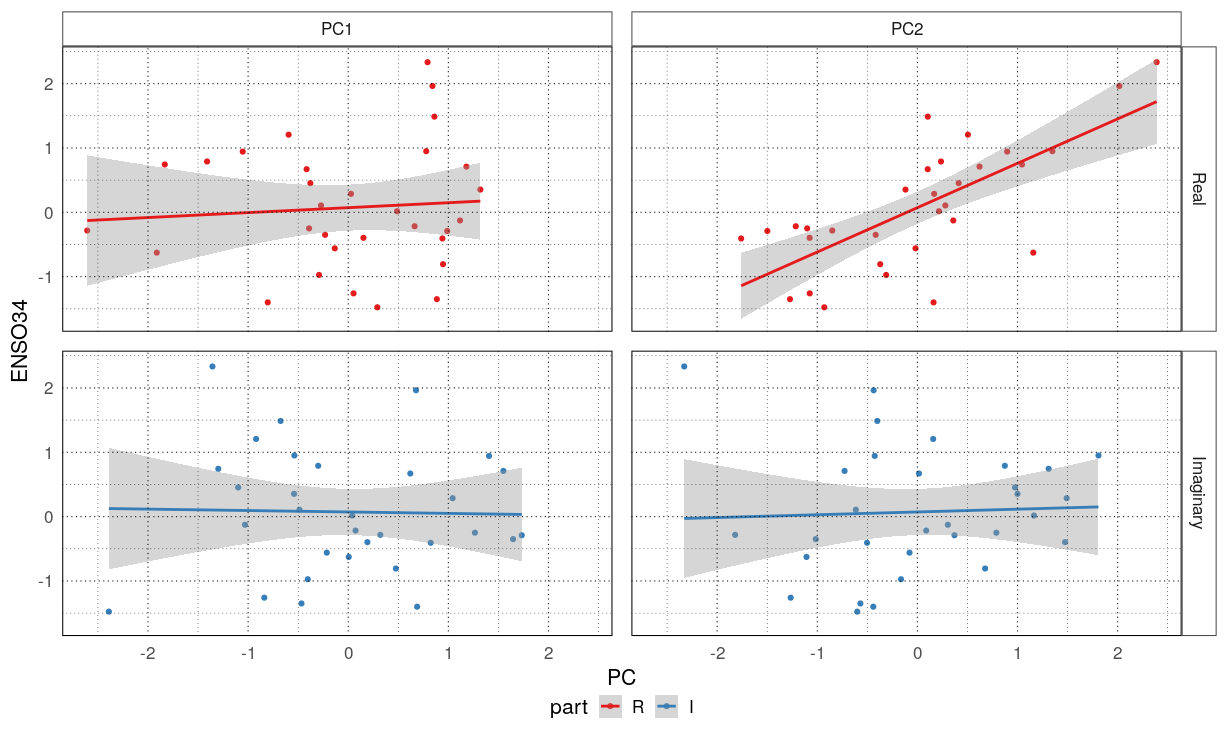 PC1 PC2
2
1
0
-1
Real
ENSO34
2
1
0
-1
Imaginary
-2 -1 0 1 2 -2 -1 0 1 2
PC
part R I